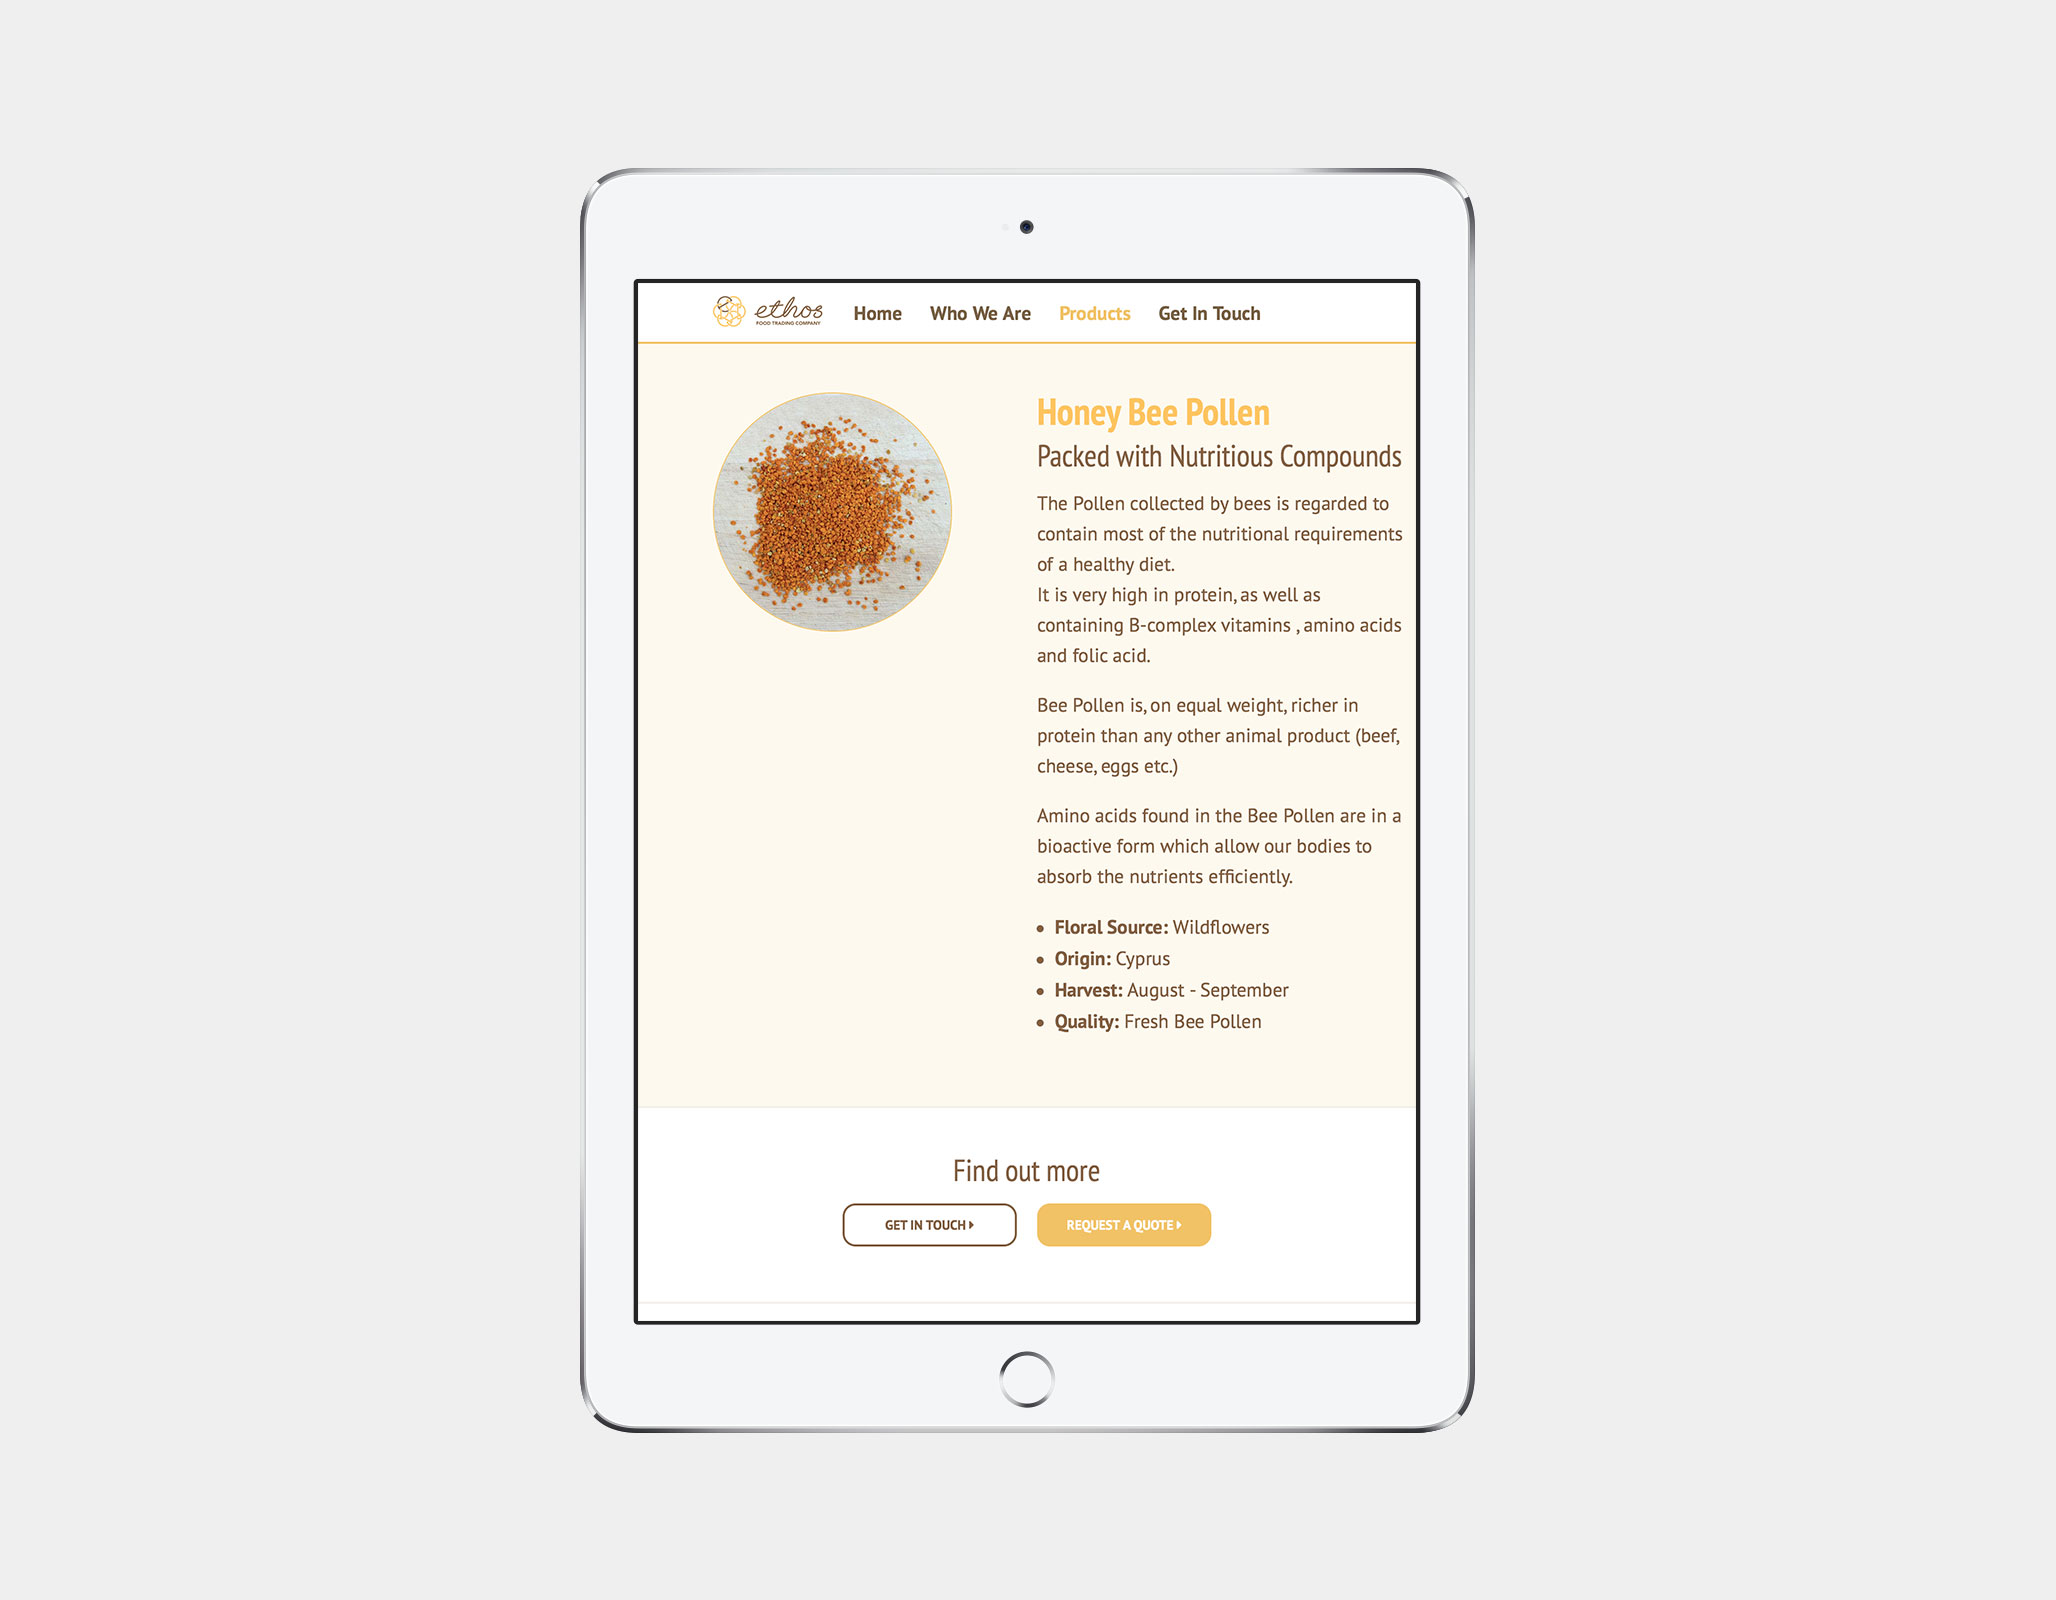 ethos
FOOD TRADING COMPANY
Home Who We Are Products Get In Touch
Honey Bee Pollen
Packed with Nutritious Compounds
The Pollen collected by bees is regarded to
contain most of the nutritional requirements
of a healthy diet.
It is very high in protein, as well as
containing B-complex vitamins , amino acids
and folic acid.
Bee Pollen is, on equal weight, richer in
protein than any other animal product (beef,
cheese, eggs etc.)
Amino acids found in the Bee Pollen are in a
bioactive form which allow our bodies to
absorb the nutrients efficiently.
• Floral Source: Wildflowers
• Origin: Cyprus
• Harvest: August - September
• Quality: Fresh Bee Pollen
Find out more
GET IN TOUCH
REQUEST A QUOTE